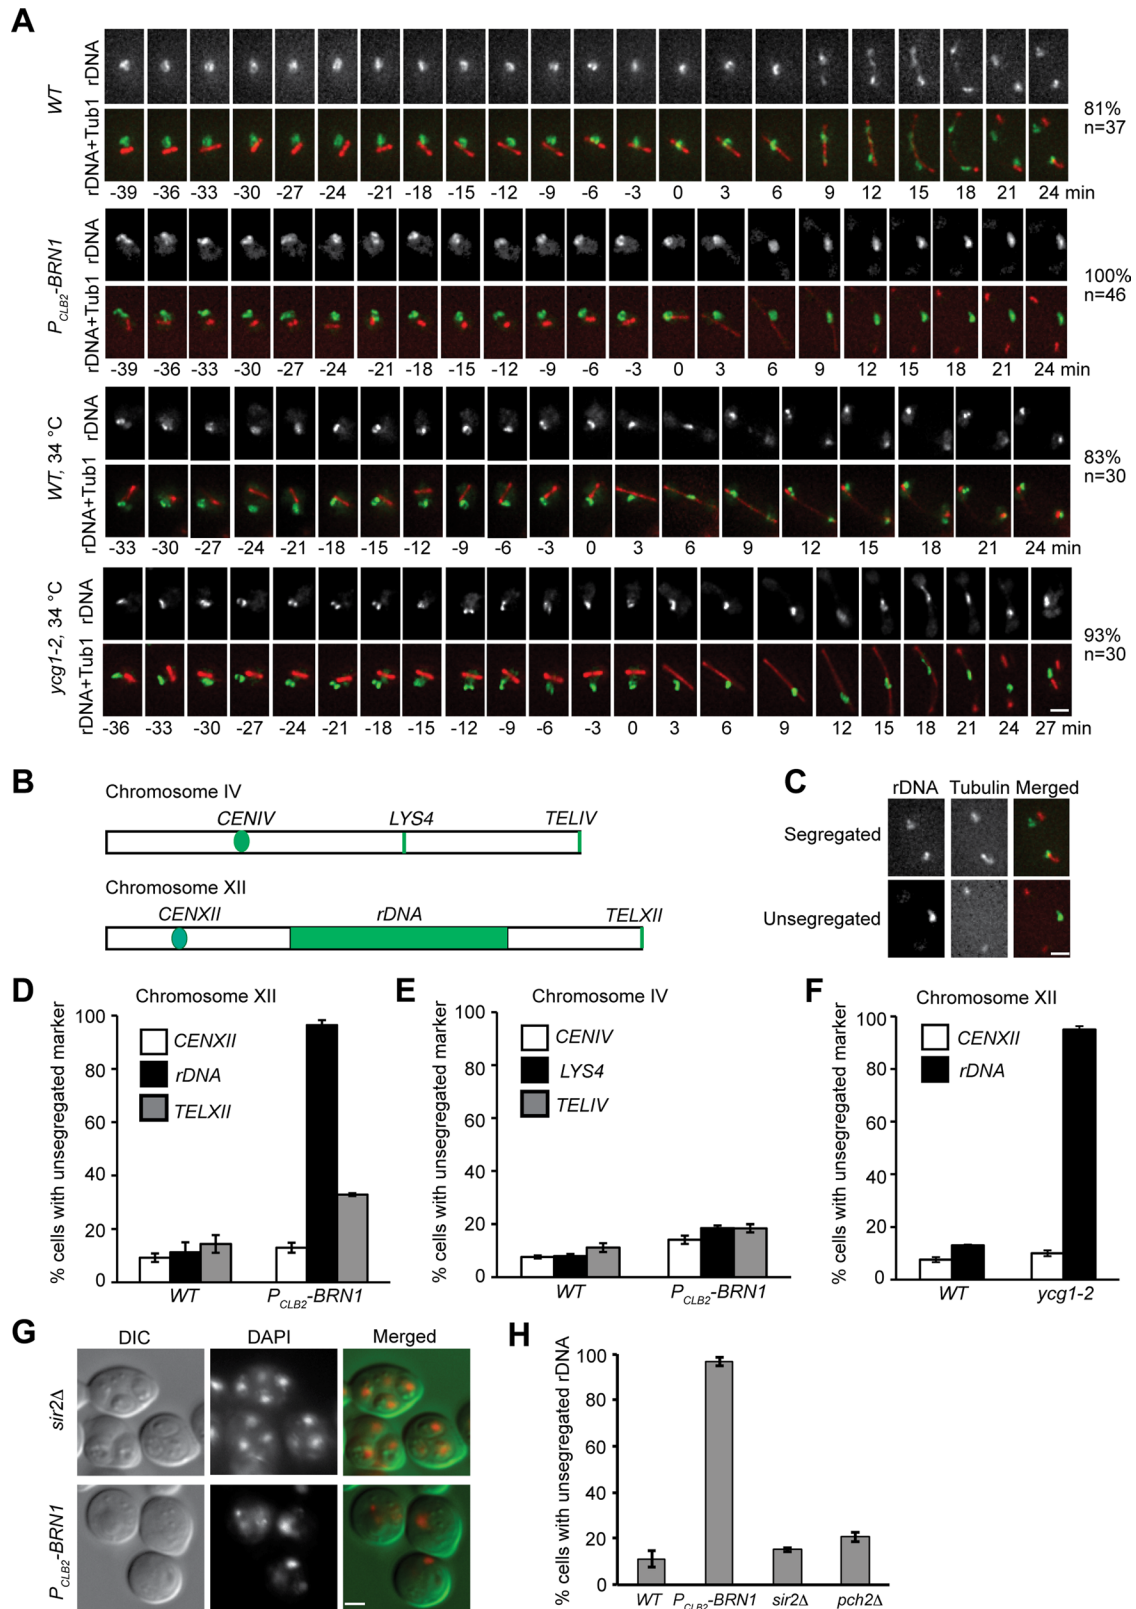 A
WT
rDNA
rDNA+Tub1
81%
n=37
-39 -36 -33 -30 -27 -24 -21 -18 -15 -12 -9 -6 -3 0 3 6 9 12 15 18 21 24 min
P_CLB2-BRN1
rDNA
rDNA+Tub1
100%
n=46
-39 -36 -33 -30 -27 -24 -21 -18 -15 -12 -9 -6 -3 0 3 6 9 12 15 18 21 24 min
WT, 34 °C
rDNA
rDNA+Tub1
83%
n=30
-33 -30 -27 -24 -21 -18 -15 -12 -9 -6 -3 0 3 6 9 12 15 18 21 24 min
ycg1-2, 34 °C
rDNA
rDNA+Tub1
93%
n=30
-36 -33 -30 -27 -24 -21 -18 -15 -12 -9 -6 -3 0 3 6 9 12 15 18 21 24 27 min
B
Chromosome IV
CENIV LYS4 TELIV
Chromosome XII
CENXII rDNA TELXII
C
rDNA Tubulin Merged
Segregated
Unsegregated
D
Chromosome XII
% cells with unsegregated marker
100
80
60
40
20
0
CENXII
rDNA
TELXII
WT P_CLB2-BRN1
E
Chromosome IV
% cells with unsegregated marker
100
80
60
40
20
0
CENIV
LYS4
TELIV
WT P_CLB2-BRN1
F
Chromosome XII
% cells with unsegregated marker
100
80
60
40
20
0
CENXII
rDNA
WT ycg1-2
G
DIC DAPI Merged
sir2Δ
P_CLB2-BRN1
H
% cells with unsegregated rDNA
100
80
60
40
20
0
WT P_CLB2-BRN1 sir2Δ pch2Δ